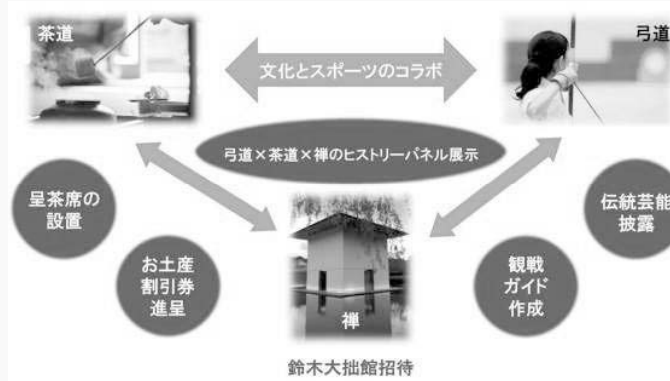 茶道
弓道
文化とスポーツのコラボ
弓道×茶道×禅のヒストリーパネル展示
呈茶席の
設置
伝統芸能
披露
お土産
割引券
進呈
観戦
ガイド
作成
禅
鈴木大拙館招待